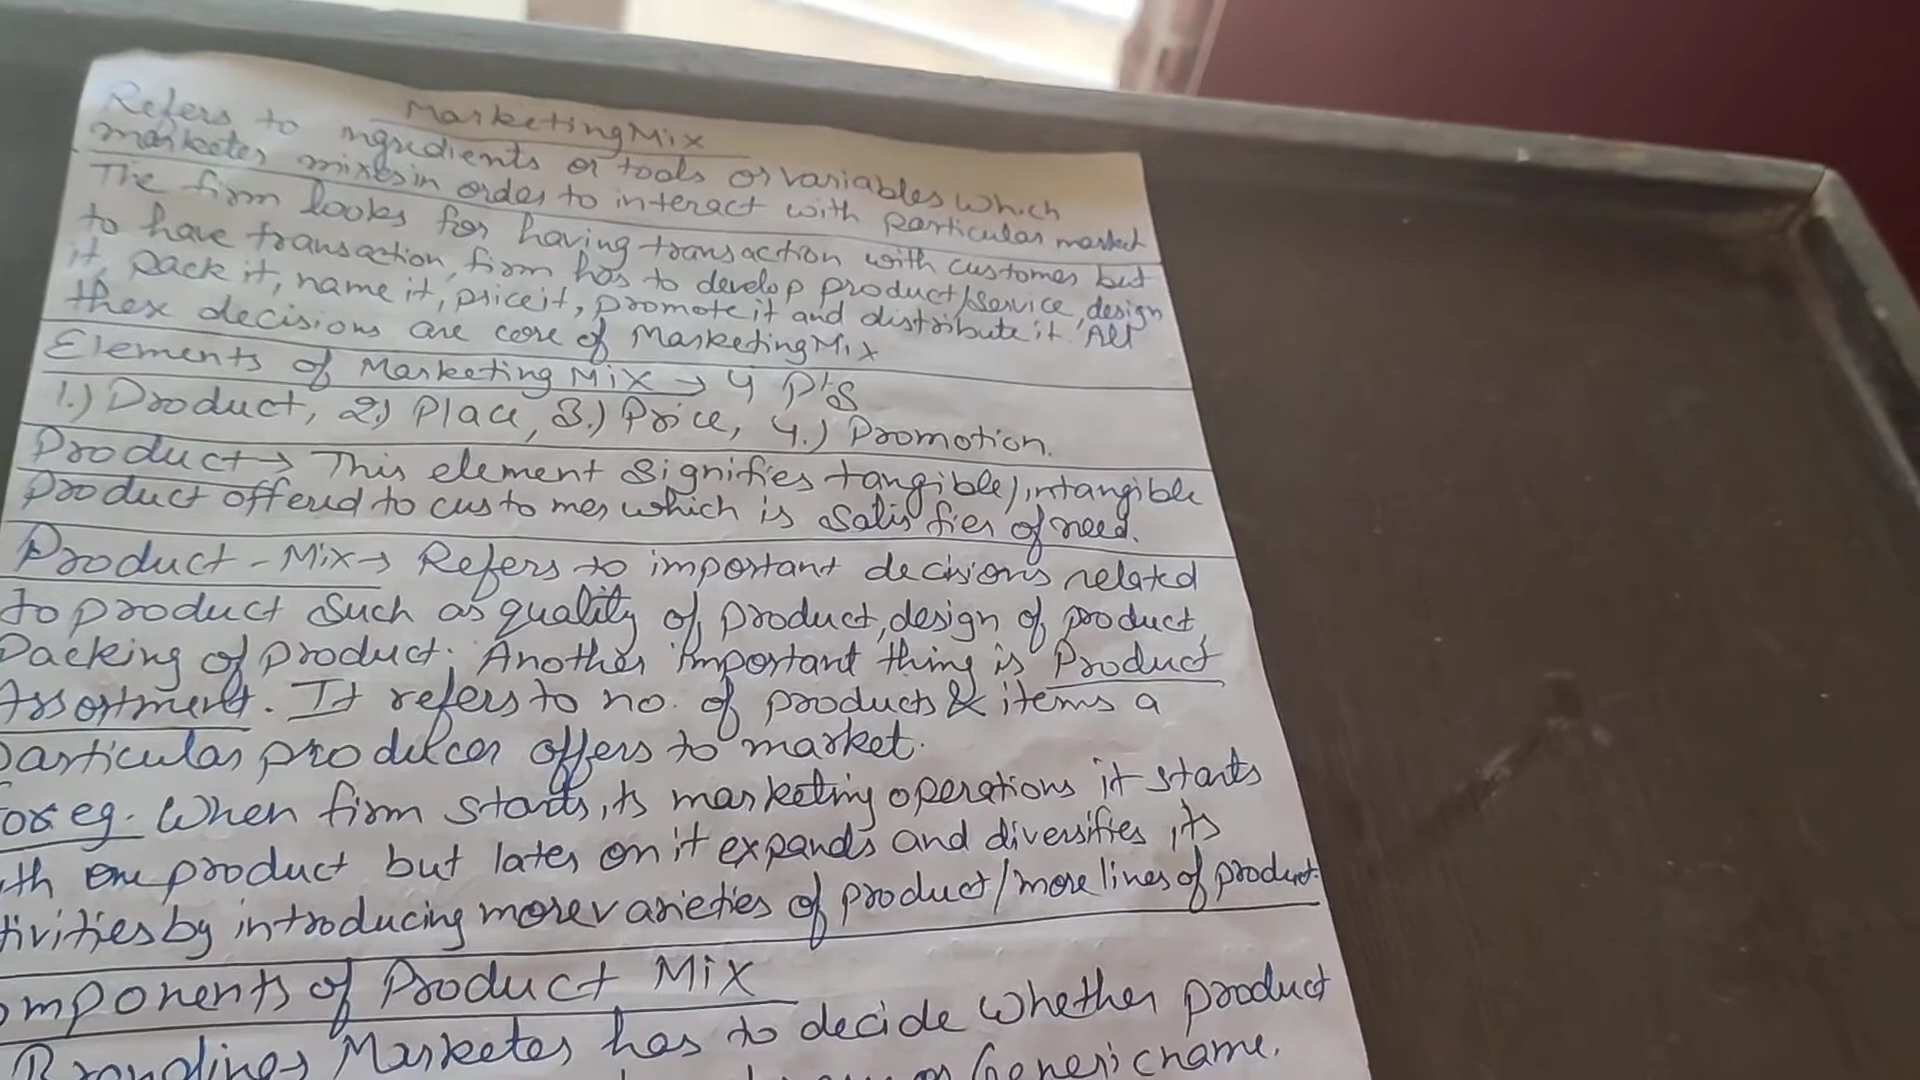 Marketing Mix
Refers to ingredients or tools or variables which
marketer mixes in order to interact with particular market
The firm looks for having transaction with customer but
to have transaction, firm has to develop product/service, design
it, pack it, name it, price it, promote it and distribute it. All
these decisions are core of Marketing Mix
Elements of Marketing Mix → 4 P's
1.) Product, 2.) Place, 3.) Price, 4.) Promotion.
Product → This element signifies tangible/intangible
product offered to customer which is satisfier of need.
Product - Mix → Refers to important decisions related
to product such as quality of product, design of product,
Packing of product. Another important thing is Product
Assortment. It refers to no. of products & items a
particular producer offers to market.
For eg. When firm starts its marketing operations it starts
with one product but later on it expands and diversifies its
tivities by introducing more varieties of product/more lines of product.
omponents of Product Mix
Branding → Marketer has to decide whether product
or Generic name.